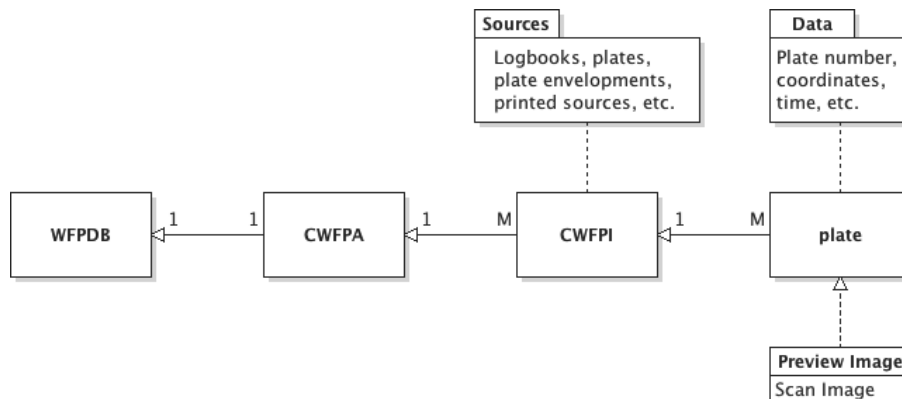 Sources
Logbooks, plates,
plate envelopments,
printed sources, etc.
Data
Plate number,
coordinates,
time, etc.
WFPDB
1
1
CWFPA
1
M
CWFPI
1
M
plate
Preview Image
Scan Image